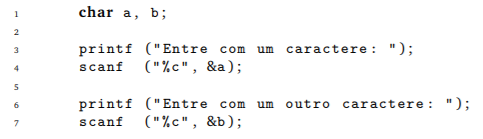 1 char a, b;
2
3 printf ("Entre com um caractere: ");
4 scanf ("%c", &a);
5
6 printf ("Entre com um outro caractere: ");
7 scanf ("%c", &b);